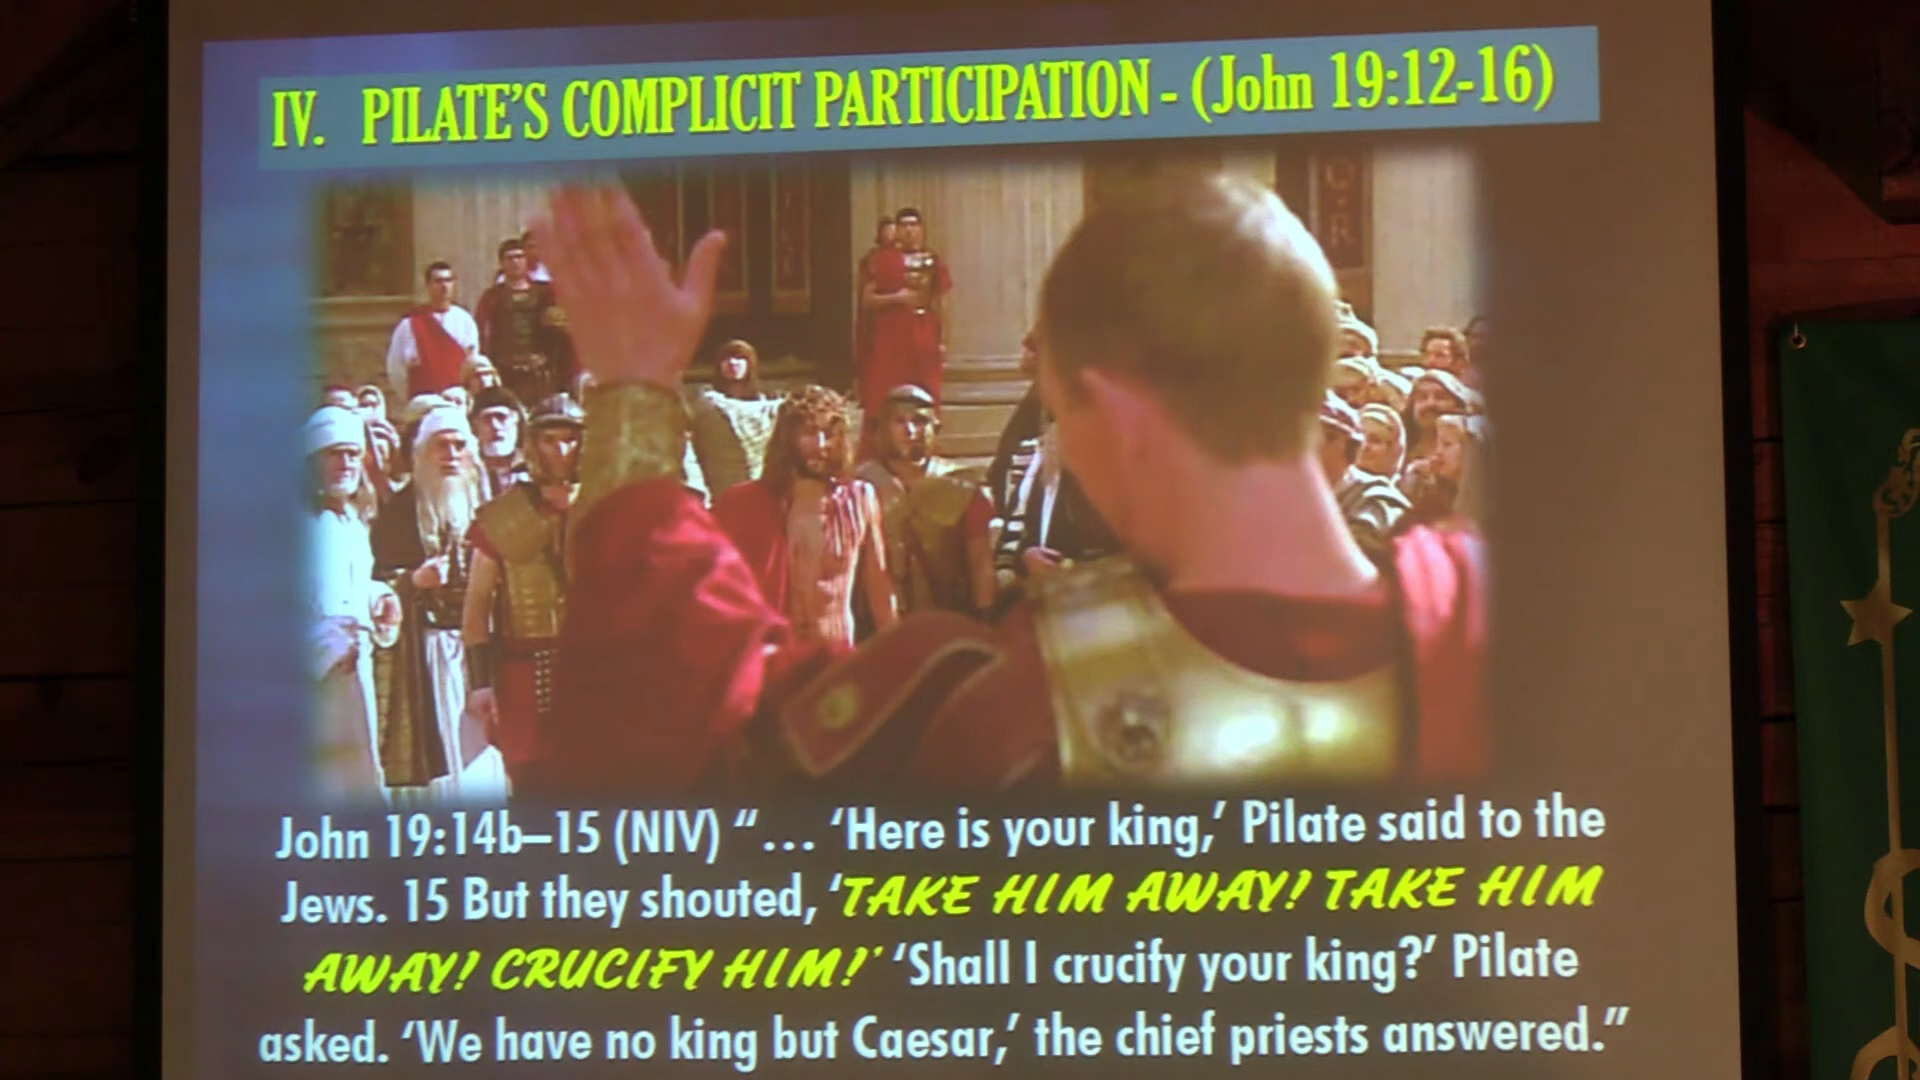 IV. PILATE'S COMPLICIT PARTICIPATION - (John 19:12-16)
John 19:14b–15 (NIV) “… ‘Here is your king,’ Pilate said to the
Jews. 15 But they shouted, ‘TAKE HIM AWAY! TAKE HIM
AWAY! CRUCIFY HIM!’ ‘Shall I crucify your king?’ Pilate
asked. ‘We have no king but Caesar,’ the chief priests answered.”